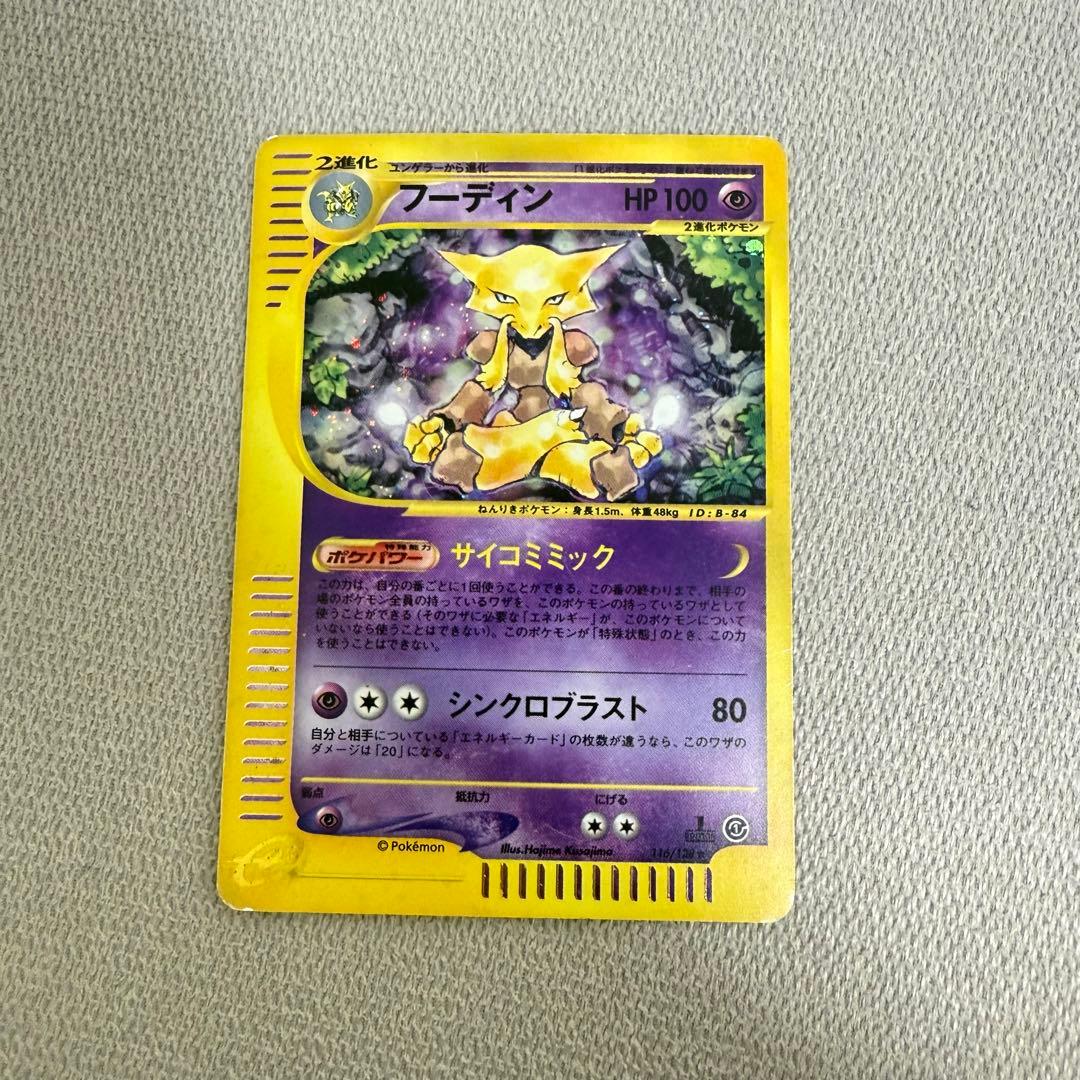 2進化
ユンゲラーから進化
フーディン
HP 100
2進化ポケモン
ねんりきポケモン：身長1.5m、体重48kg ID:B-84
特殊能力
ポケパワー
サイコミミック
この力は、自分の番ごとに1回使うことができる。この番の終わりまで、相手の
場のポケモン全員の持っているワザを、このポケモンの持っているワザとして
使うことができる（そのワザに必要な「エネルギー」が、このポケモンについて
いないなら使うことはできない）。このポケモンが「特殊状態」のとき、この力
を使うことはできない。
シンクロブラスト 80
自分と相手についている「エネルギーカード」の枚数が違うなら、このワザの
ダメージは「20」になる。
弱点 抵抗力 にげる
© Pokémon
Illus.Hajime Kusajima
116/128